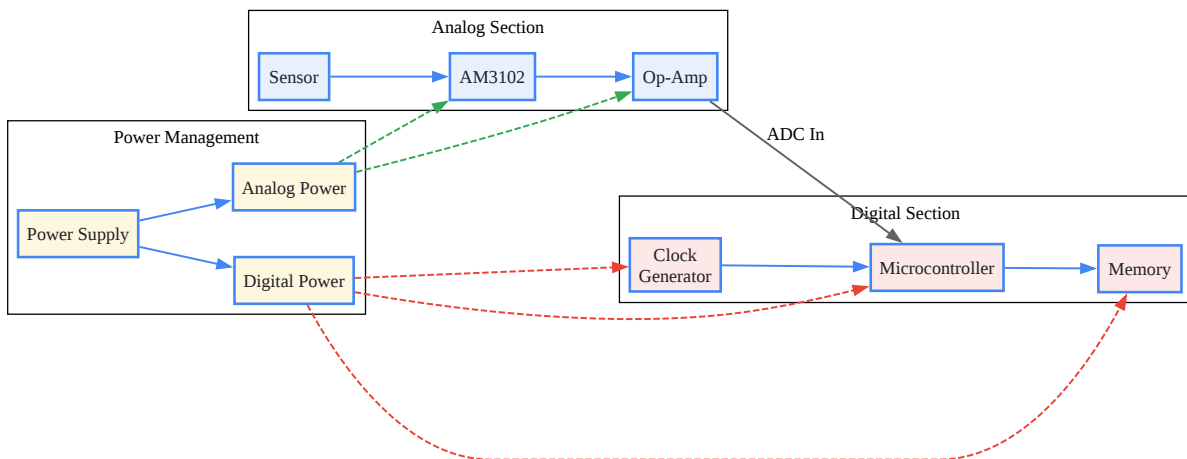 Analog Section
Sensor
AM3102
Op-Amp
ADC In
Power Management
Analog Power
Power Supply
Digital Power
Digital Section
Clock
Generator
Microcontroller
Memory